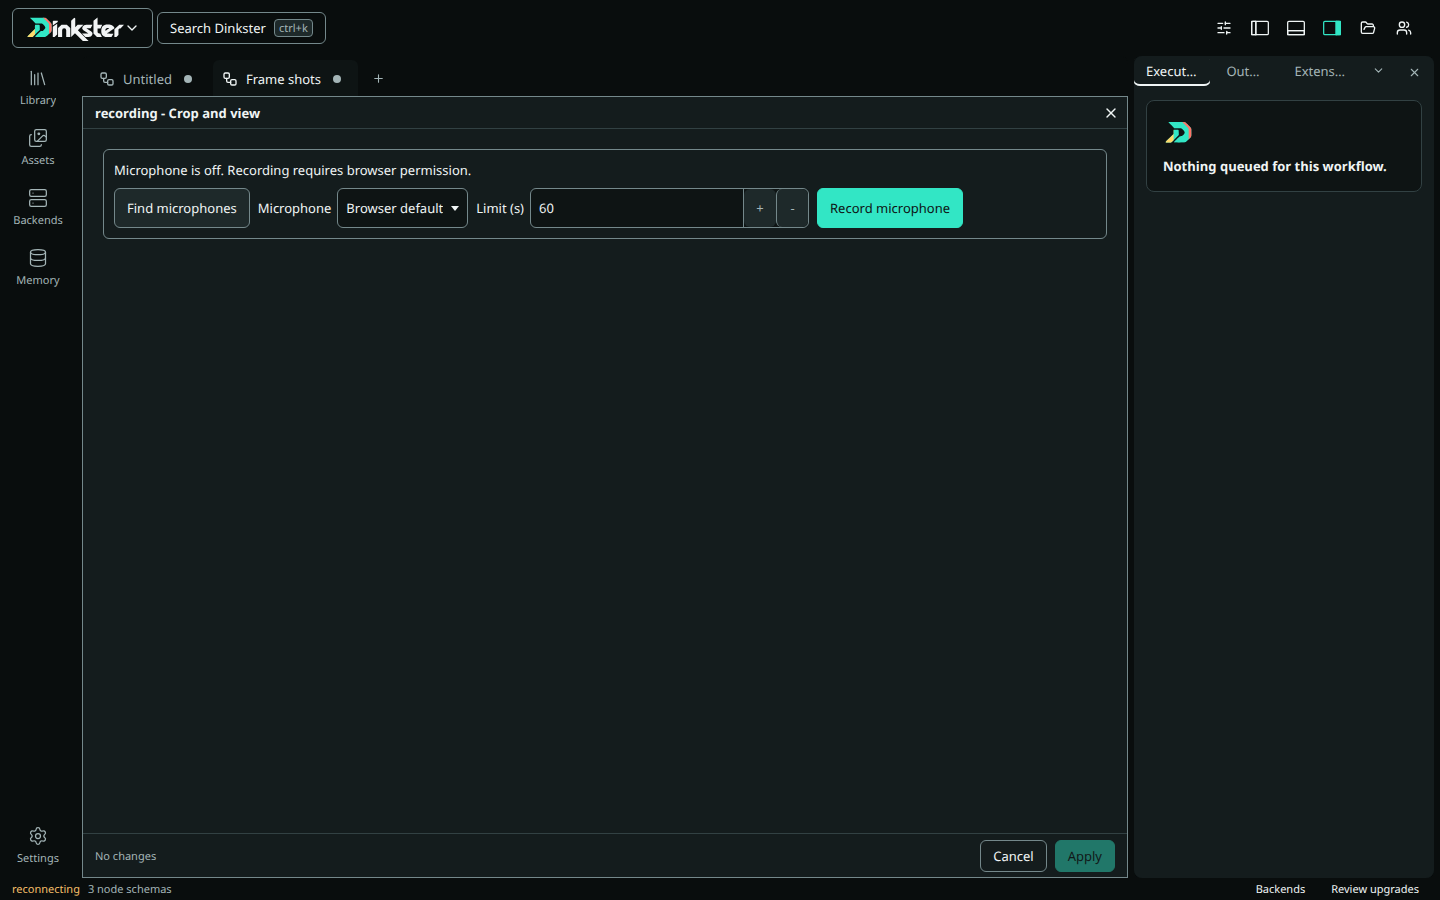 Dinkster
Search Dinkster ctrl+k
Library
Assets
Backends
Memory
Settings
Untitled
Frame shots
recording - Crop and view
Microphone is off. Recording requires browser permission.
Find microphones Microphone Browser default Limit (s) 60 + - Record microphone
No changes
Cancel Apply
Execut... Out... Extens...
Nothing queued for this workflow.
reconnecting 3 node schemas
Backends Review upgrades